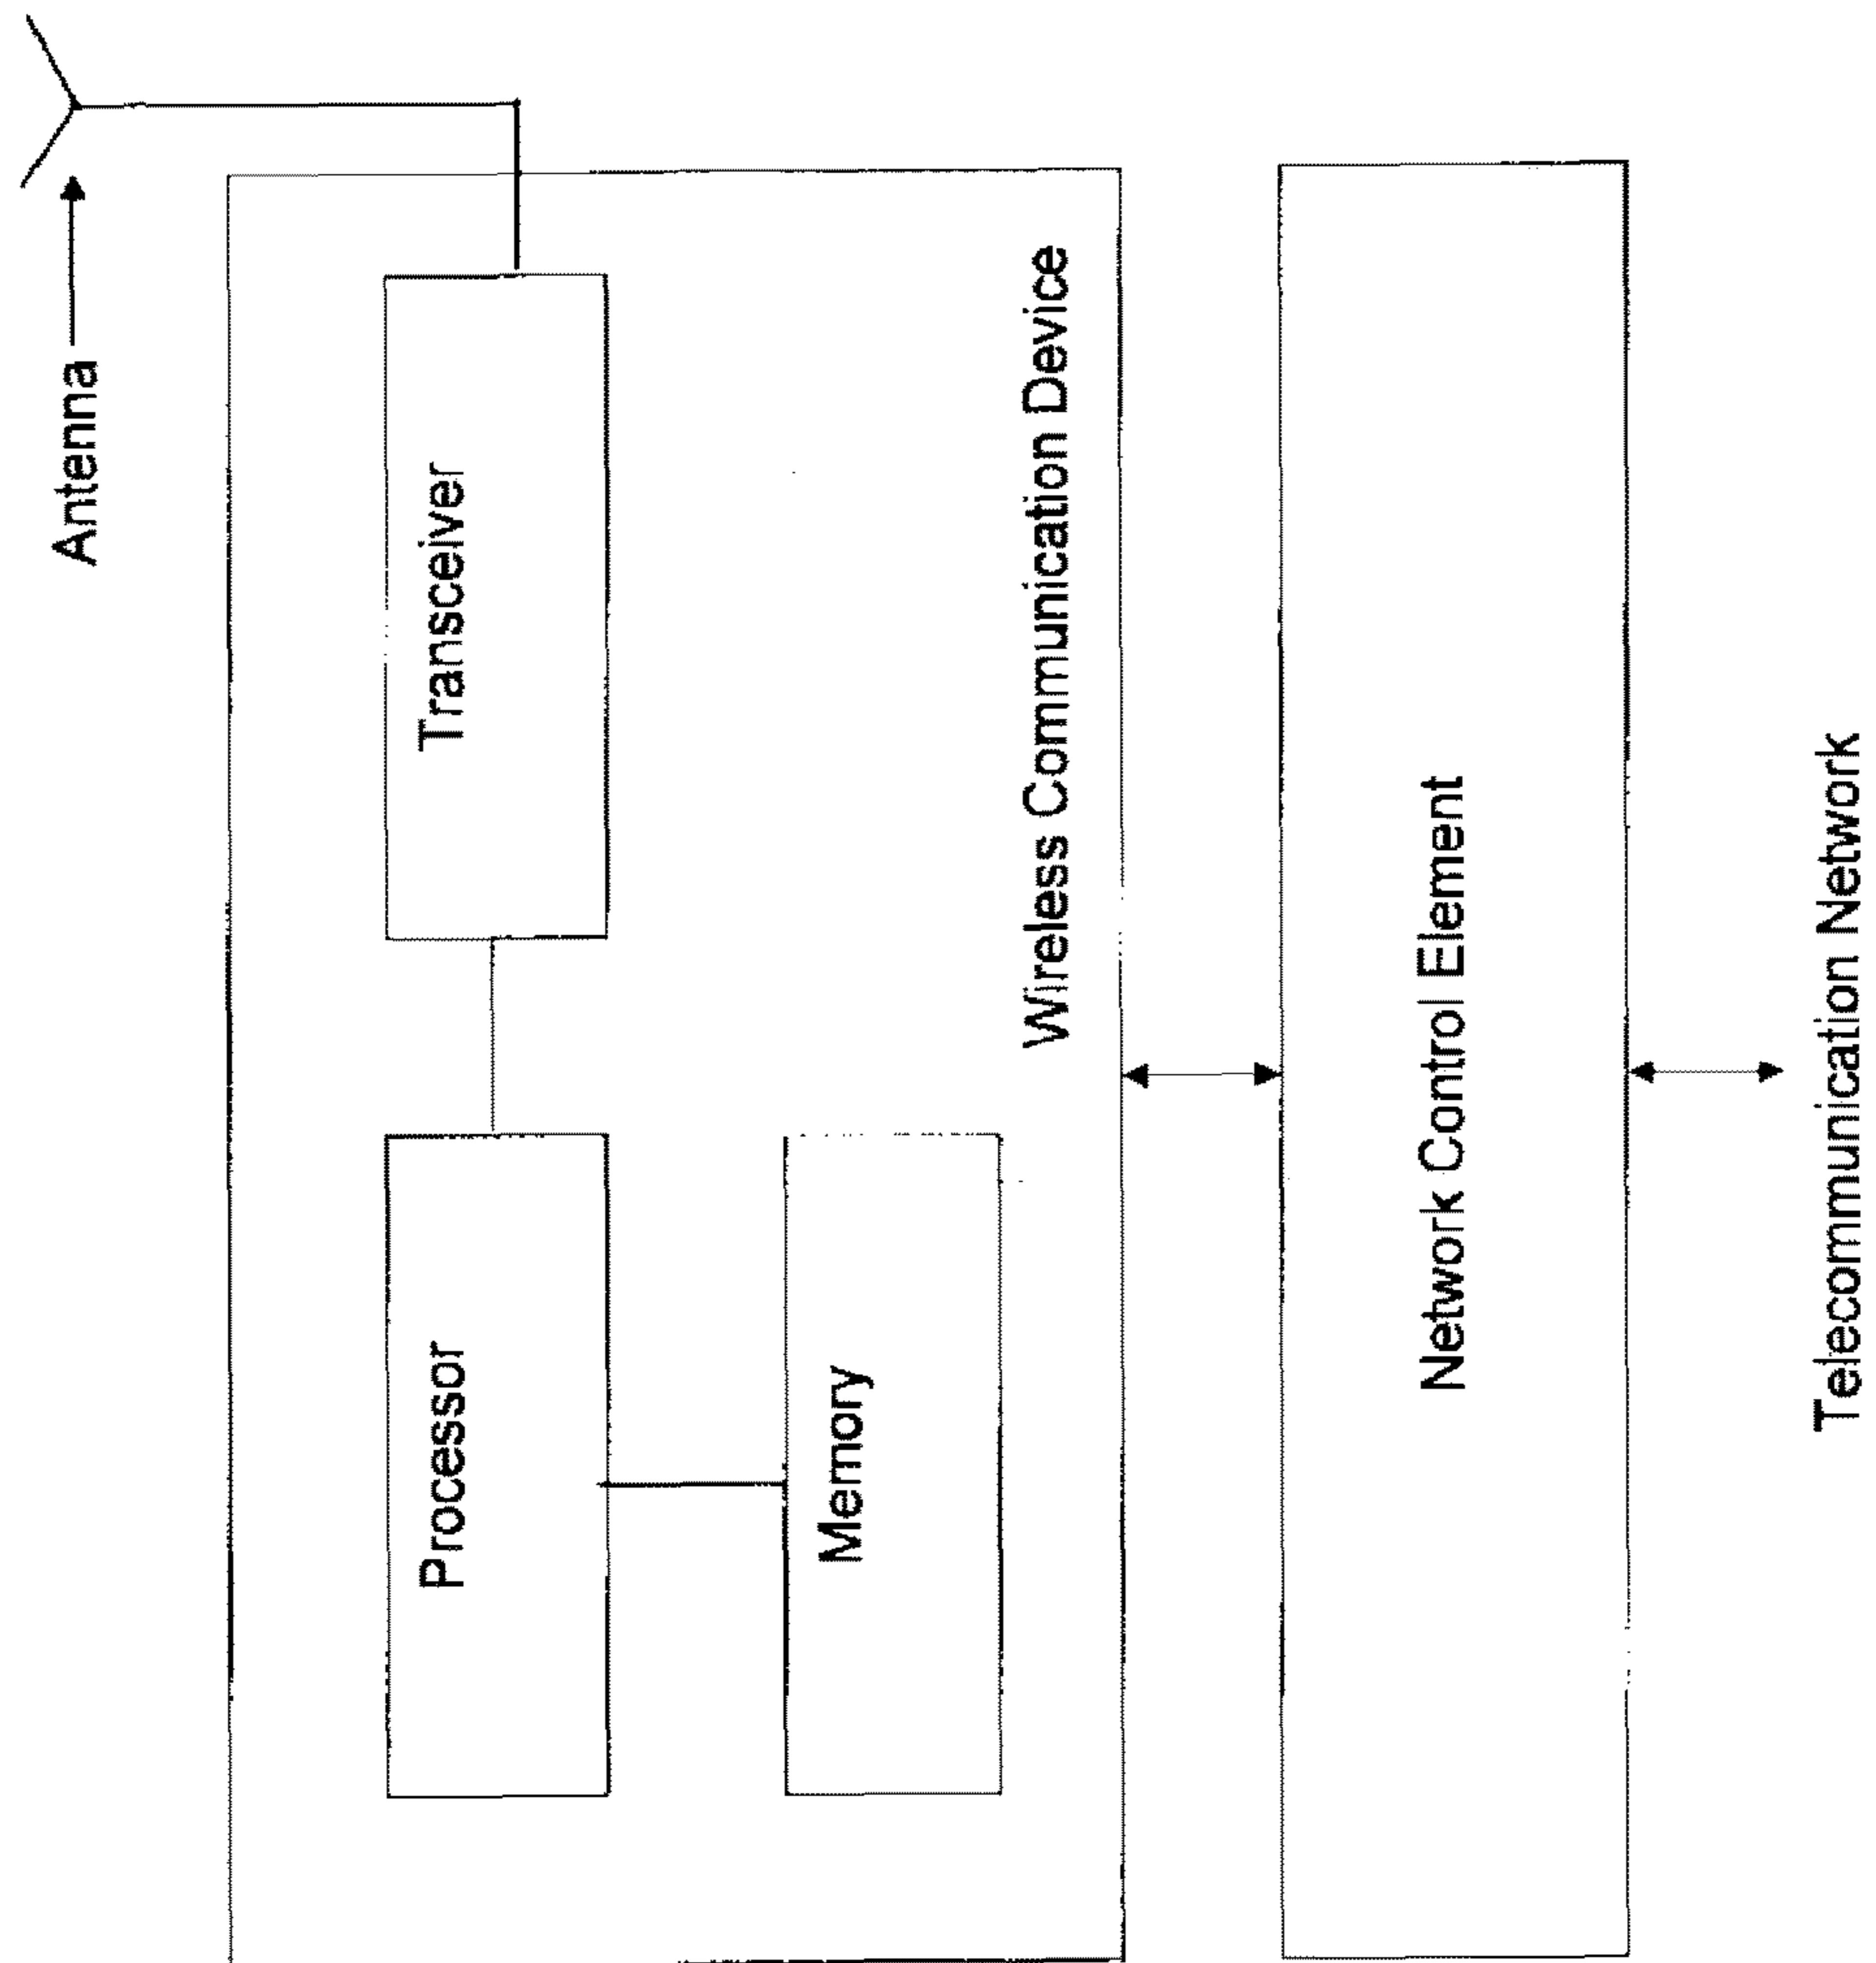 Antenna
Processor
Transceiver
Memory
Wireless Communication Device
Network Control Element
Telecommunication Network